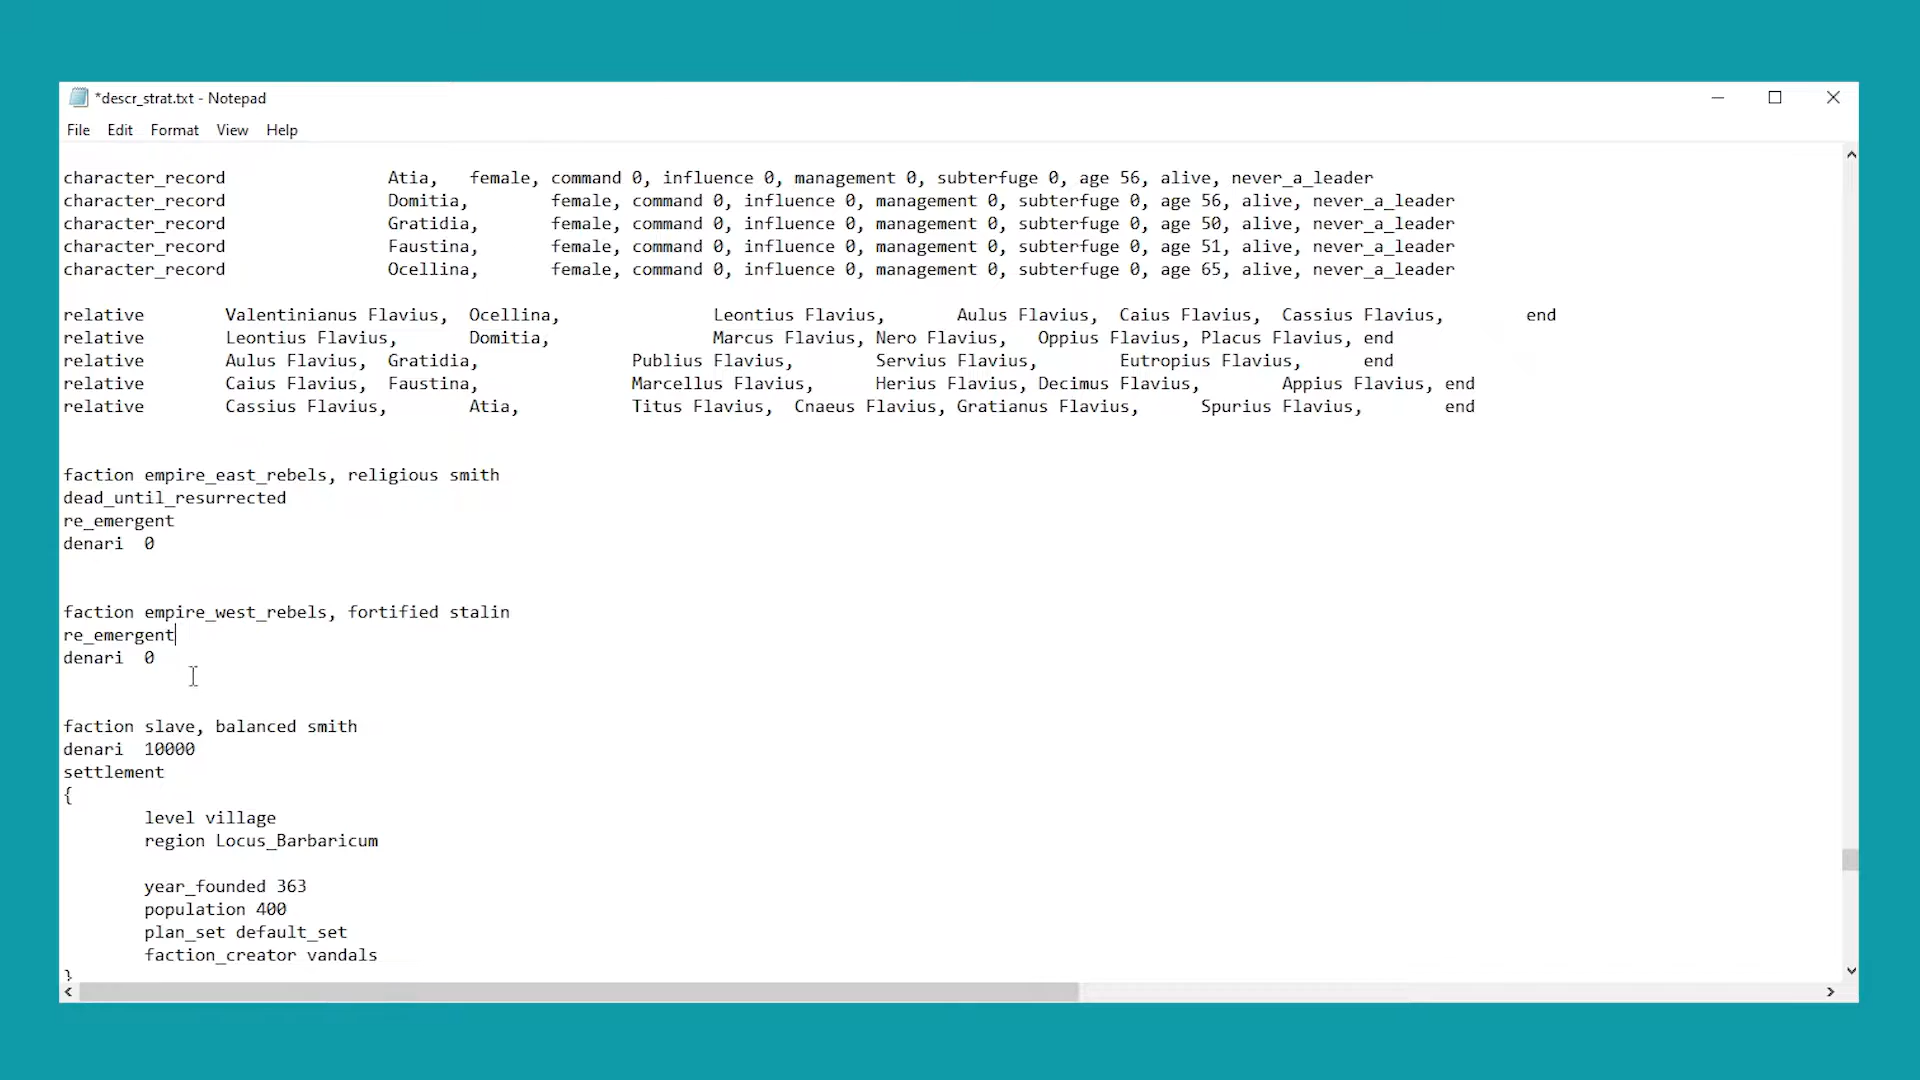 *descr_strat.txt - Notepad
File Edit Format View Help
character_record Atia, female, command 0, influence 0, management 0, subterfuge 0, age 56, alive, never_a_leader
character_record Domitia, female, command 0, influence 0, management 0, subterfuge 0, age 56, alive, never_a_leader
character_record Gratidia, female, command 0, influence 0, management 0, subterfuge 0, age 50, alive, never_a_leader
character_record Faustina, female, command 0, influence 0, management 0, subterfuge 0, age 51, alive, never_a_leader
character_record Ocellina, female, command 0, influence 0, management 0, subterfuge 0, age 65, alive, never_a_leader
relative Valentinianus Flavius, Ocellina, Leontius Flavius, Aulus Flavius, Caius Flavius, Cassius Flavius, end
relative Leontius Flavius, Domitia, Marcus Flavius, Nero Flavius, Oppius Flavius, Placus Flavius, end
relative Aulus Flavius, Gratidia, Publius Flavius, Servius Flavius, Eutropius Flavius, end
relative Caius Flavius, Faustina, Marcellus Flavius, Herius Flavius, Decimus Flavius, Appius Flavius, end
relative Cassius Flavius, Atia, Titus Flavius, Cnaeus Flavius, Gratianus Flavius, Spurius Flavius, end
faction empire_east_rebels, religious smith
dead_until_resurrected
re_emergent
denari 0
faction empire_west_rebels, fortified stalin
re_emergent
denari 0
faction slave, balanced smith
denari 10000
settlement
{
level village
region Locus_Barbaricum
year_founded 363
population 400
plan_set default_set
faction_creator vandals
}